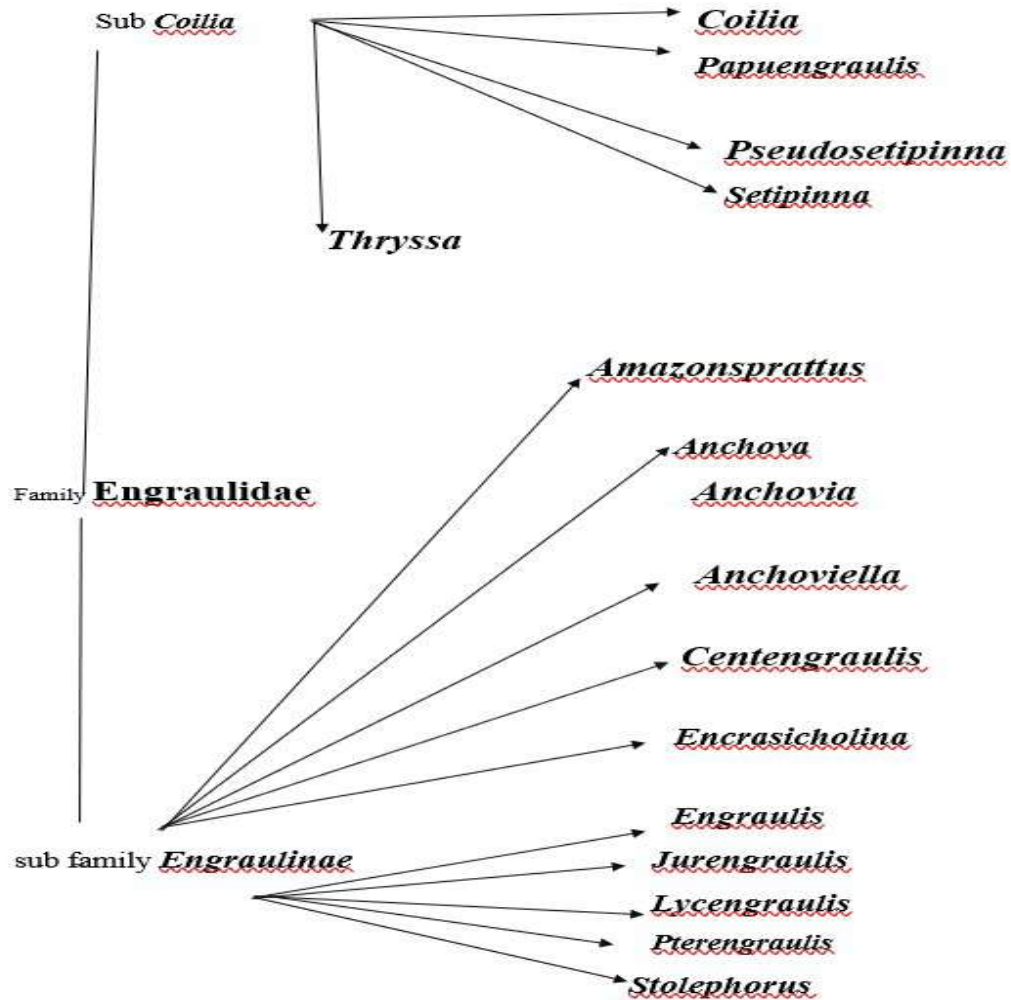 Sub Coilia
Coilia
Papuengraulis
Pseudosetipinna
Setipinna
Thryssa
Amazonsprattus
Anchova
Family Engraulidae
Anchovia
Anchoviella
Centengraulis
Encrasicholina
Engraulis
sub family Engraulinae
Jurengraulis
Lycengraulis
Pterengraulis
Stolephorus